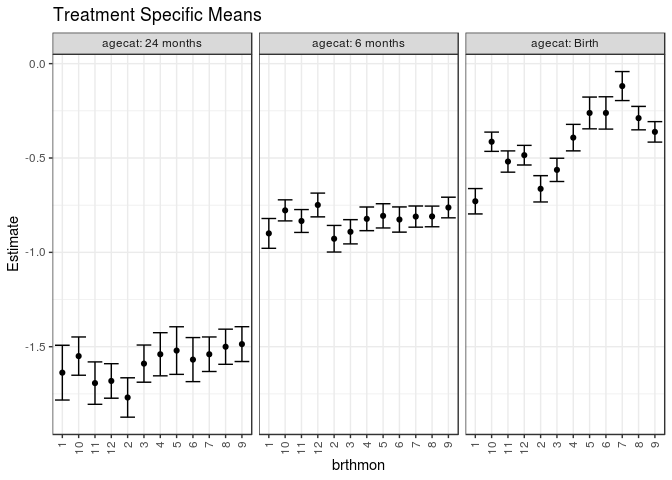 Treatment Specific Means
agecat: 24 months
agecat: 6 months
agecat: Birth
Estimate
0.0
-0.5
-1.0
-1.5
1 10 11 12 2 3 4 5 6 7 8 9
1 10 11 12 2 3 4 5 6 7 8 9
1 10 11 12 2 3 4 5 6 7 8 9
brthmon